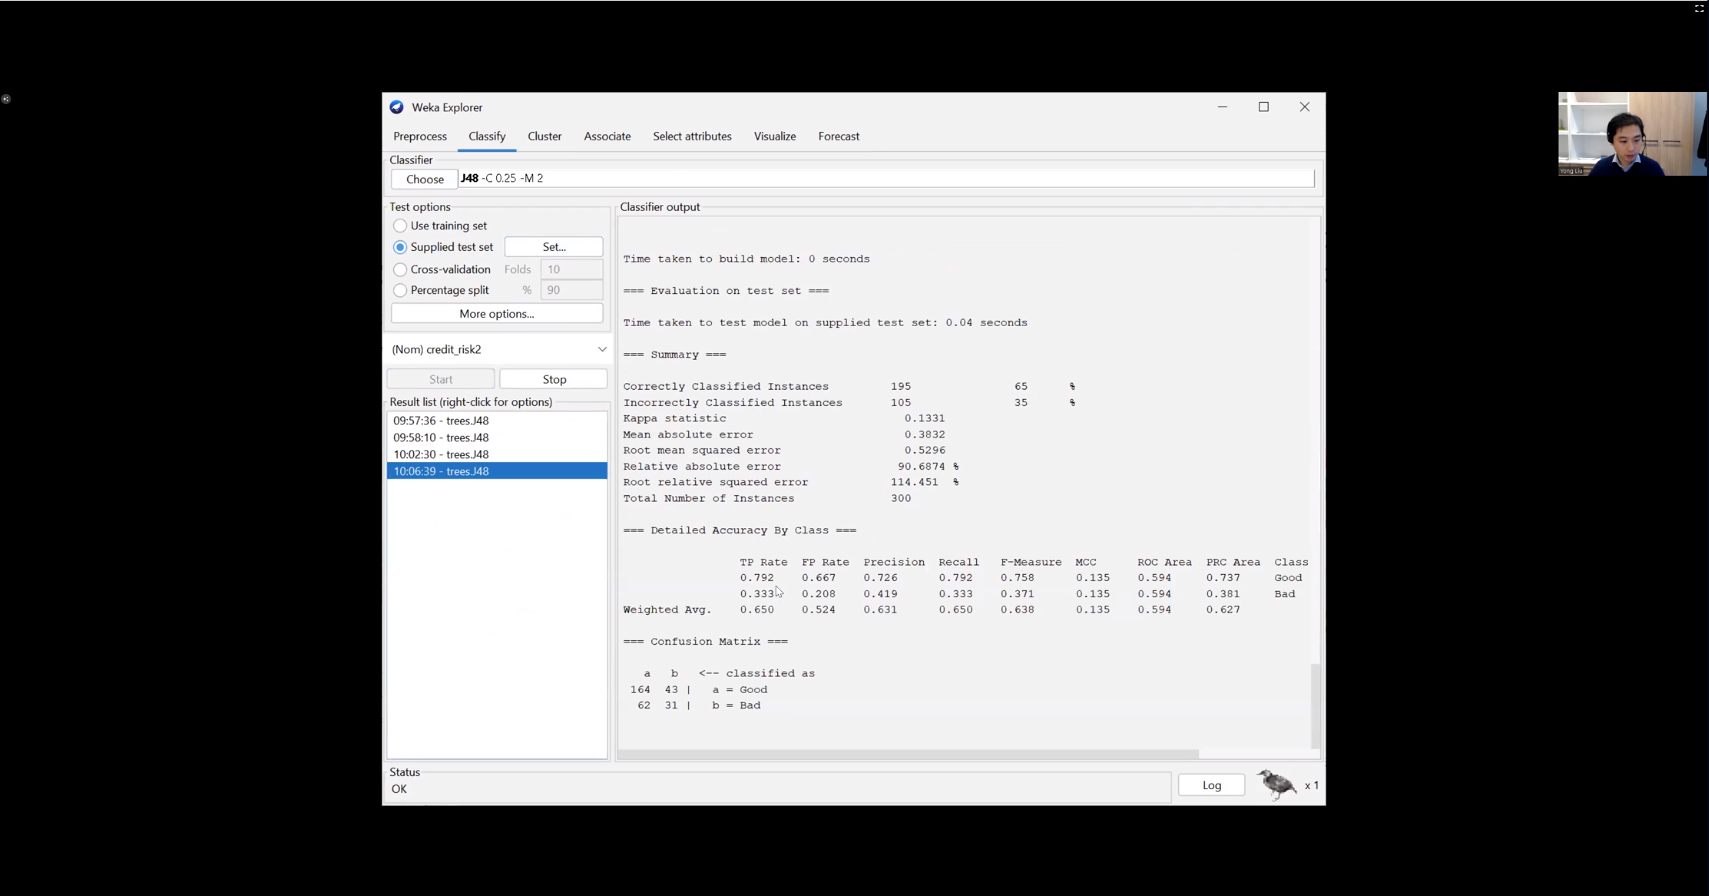 Weka Explorer
Preprocess Classify Cluster Associate Select attributes Visualize Forecast
Classifier
Choose J48 -C 0.25 -M 2
Test options
Use training set
Supplied test set Set...
Cross-validation Folds 10
Percentage split % 90
More options...
(Nom) credit_risk2
Start Stop
Result list (right-click for options)
09:57:36 - trees.J48
09:58:10 - trees.J48
10:02:30 - trees.J48
10:06:39 - trees.J48
Classifier output
Time taken to build model: 0 seconds
=== Evaluation on test set ===
Time taken to test model on supplied test set: 0.04 seconds
=== Summary ===
Correctly Classified Instances 195 65 %
Incorrectly Classified Instances 105 35 %
Kappa statistic 0.1331
Mean absolute error 0.3832
Root mean squared error 0.5296
Relative absolute error 90.6874 %
Root relative squared error 114.451 %
Total Number of Instances 300
=== Detailed Accuracy By Class ===
TP Rate FP Rate Precision Recall F-Measure MCC ROC Area PRC Area Class
0.792 0.667 0.726 0.792 0.758 0.135 0.594 0.737 Good
0.333 0.208 0.419 0.333 0.371 0.135 0.594 0.381 Bad
Weighted Avg. 0.650 0.524 0.631 0.650 0.638 0.135 0.594 0.627
=== Confusion Matrix ===
a b <-- classified as
164 43 | a = Good
62 31 | b = Bad
Status
OK
Log
x 1
Yong Liu